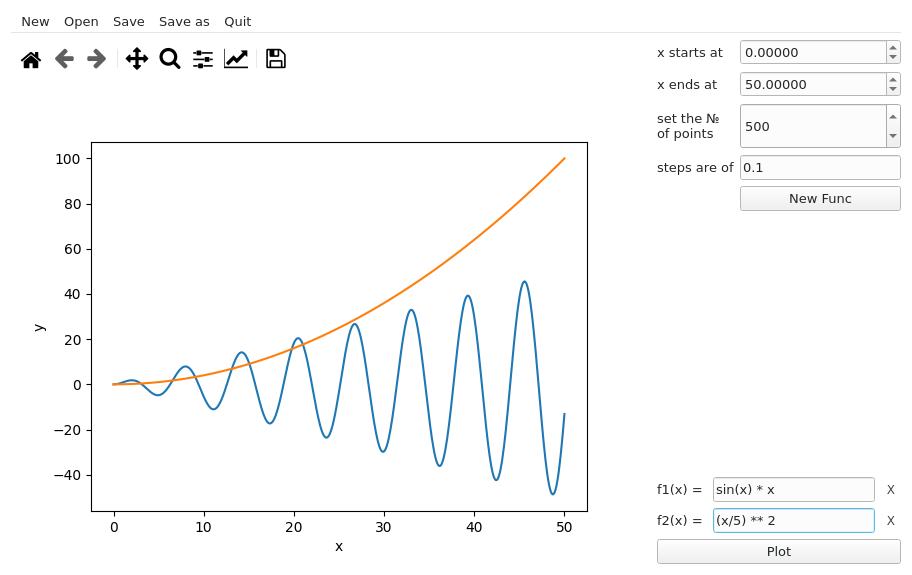 New Open Save Save as Quit
x starts at 0.00000
x ends at 50.00000
set the №
of points
500
steps are of 0.1
New Func
100
80
60
40
20
0
−20
−40
y
0 10 20 30 40 50
x
f1(x) = sin(x) * x X
f2(x) = (x/5) ** 2 X
Plot